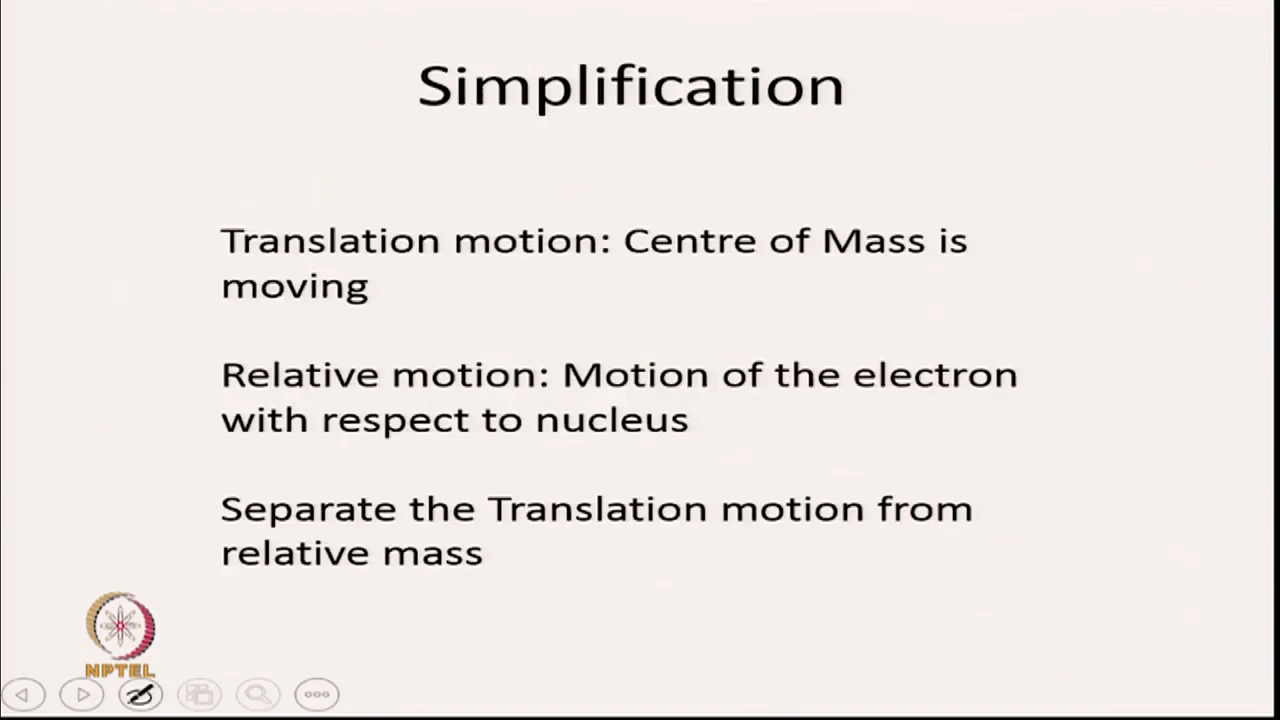 Simplification
Translation motion: Centre of Mass is
moving
Relative motion: Motion of the electron
with respect to nucleus
Separate the Translation motion from
relative mass
NPTEL